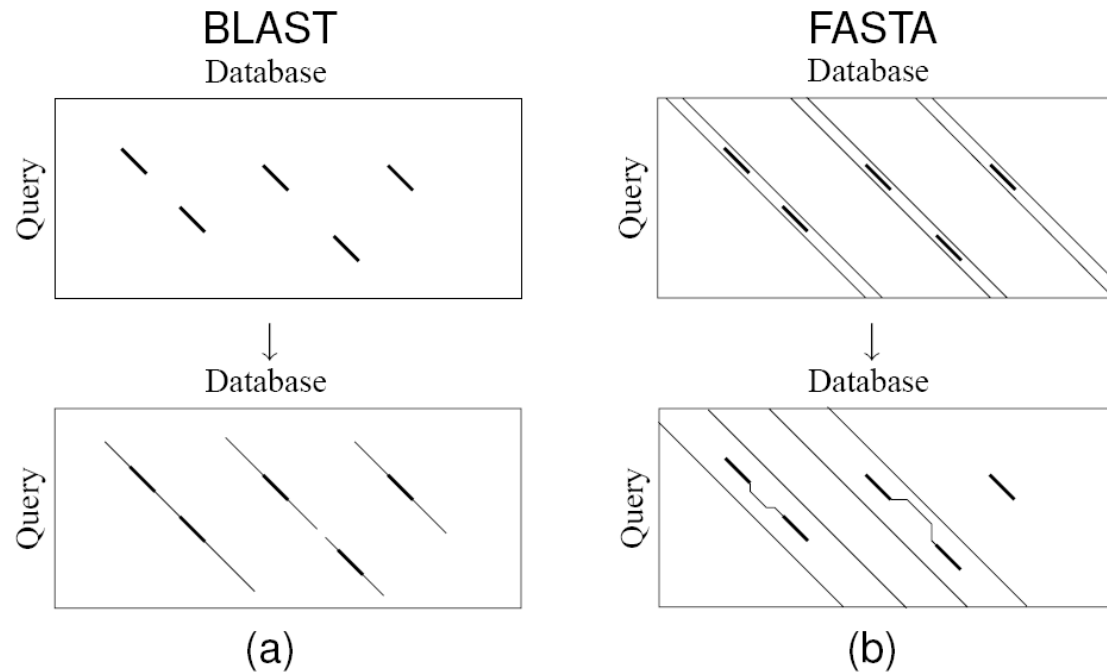 BLAST
Database
Query
↓
Database
Query
(a)
FASTA
Database
Query
↓
Database
Query
(b)